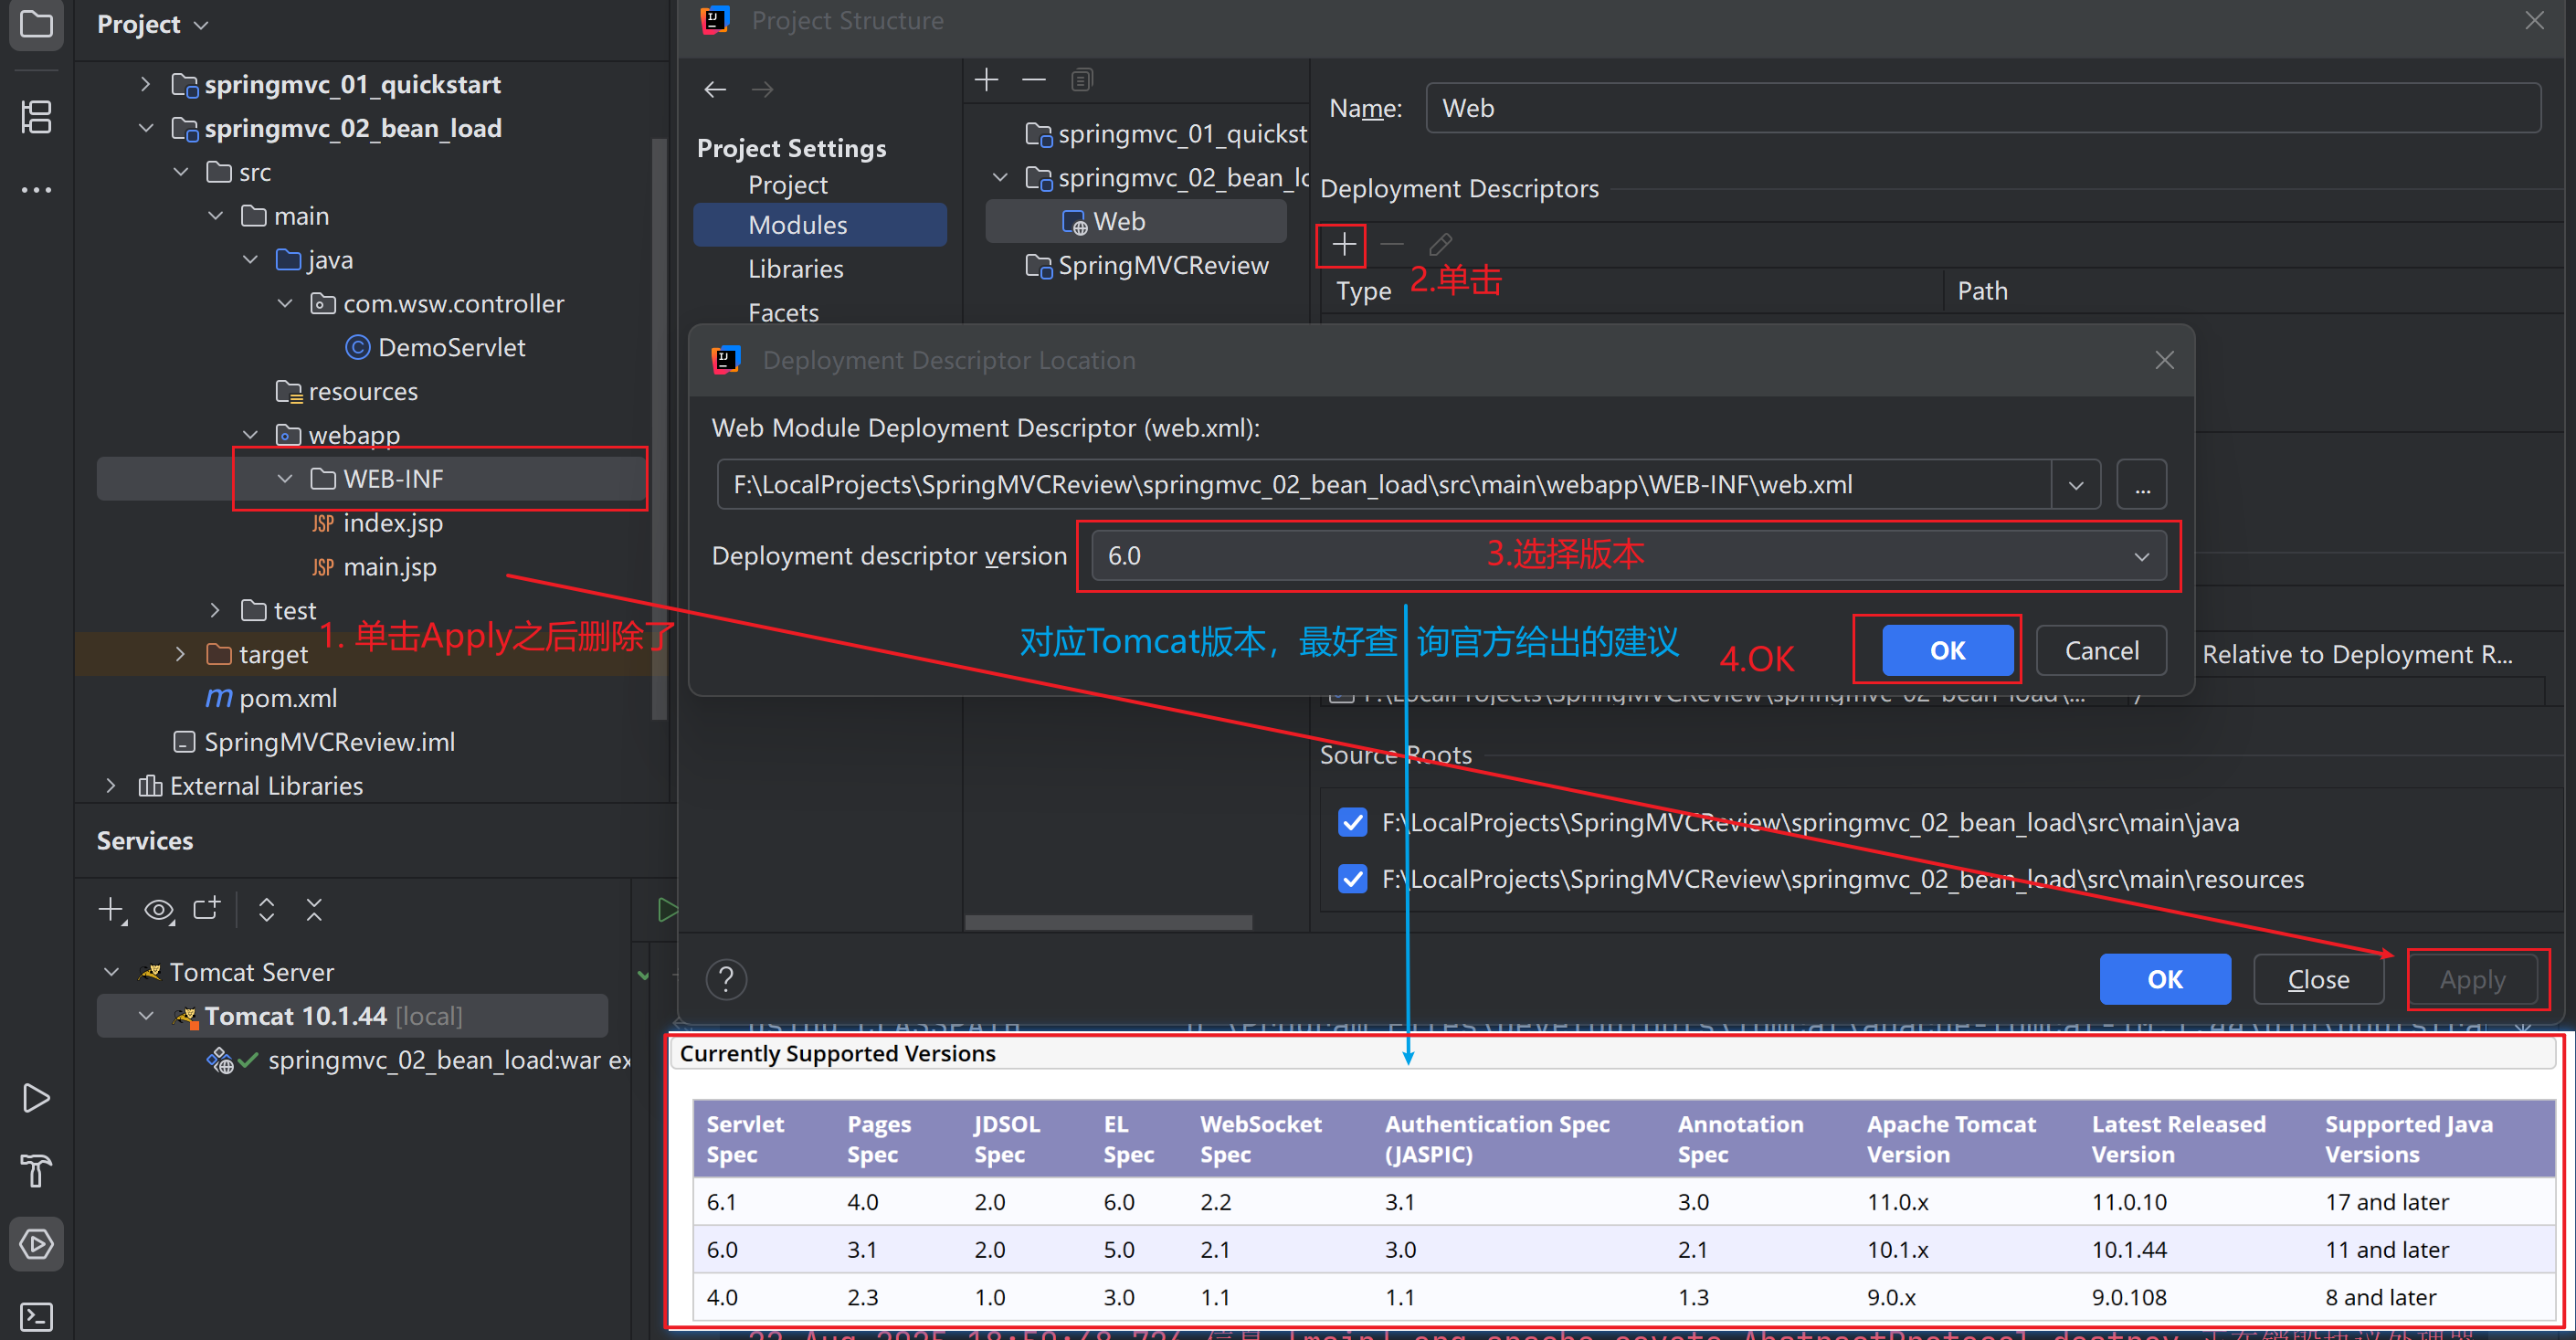 Project
springmvc_01_quickstart
springmvc_02_bean_load
src
main
java
com.wsw.controller
DemoServlet
resources
webapp
WEB-INF
index.jsp
main.jsp
test
1. 单击Apply之后删除了
target
pom.xml
SpringMVCReview.iml
External Libraries
Services
Tomcat Server
Tomcat 10.1.44 [local]
springmvc_02_bean_load:war ex
Project Structure
Project Settings
Project
Modules
Libraries
Facets
springmvc_01_quickst
springmvc_02_bean_lo
Web
SpringMVCReview
Name: Web
Deployment Descriptors
2.单击
Type Path
Deployment Descriptor Location
Web Module Deployment Descriptor (web.xml):
F:\LocalProjects\SpringMVCReview\springmvc_02_bean_load\src\main\webapp\WEB-INF\web.xml
...
Deployment descriptor version 6.0 3.选择版本
对应Tomcat版本，最好查 询官方给出的建议
4.OK
OK Cancel
Relative to Deployment R...
F:\LocalProjects\SpringMVCReview\springmvc_02_bean_load\... /
Source Roots
F:\LocalProjects\SpringMVCReview\springmvc_02_bean_load\src\main\java
F:\LocalProjects\SpringMVCReview\springmvc_02_bean_load\src\main\resources
?
OK Close Apply
Currently Supported Versions
Servlet Spec Pages Spec JDSOL Spec EL Spec WebSocket Spec Authentication Spec (JASPIC) Annotation Spec Apache Tomcat Version Latest Released Version Supported Java Versions
6.1 4.0 2.0 6.0 2.2 3.1 3.0 11.0.x 11.0.10 17 and later
6.0 3.1 2.0 5.0 2.1 3.0 2.1 10.1.x 10.1.44 11 and later
4.0 2.3 1.0 3.0 1.1 1.1 1.3 9.0.x 9.0.108 8 and later